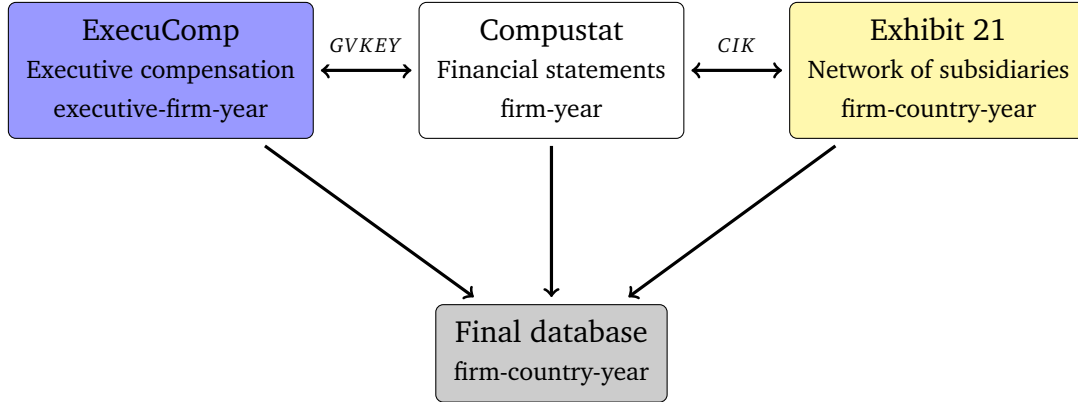 ExecuComp
Executive compensation
executive-firm-year
GVKEY
Compustat
Financial statements
firm-year
CIK
Exhibit 21
Network of subsidiaries
firm-country-year
Final database
firm-country-year